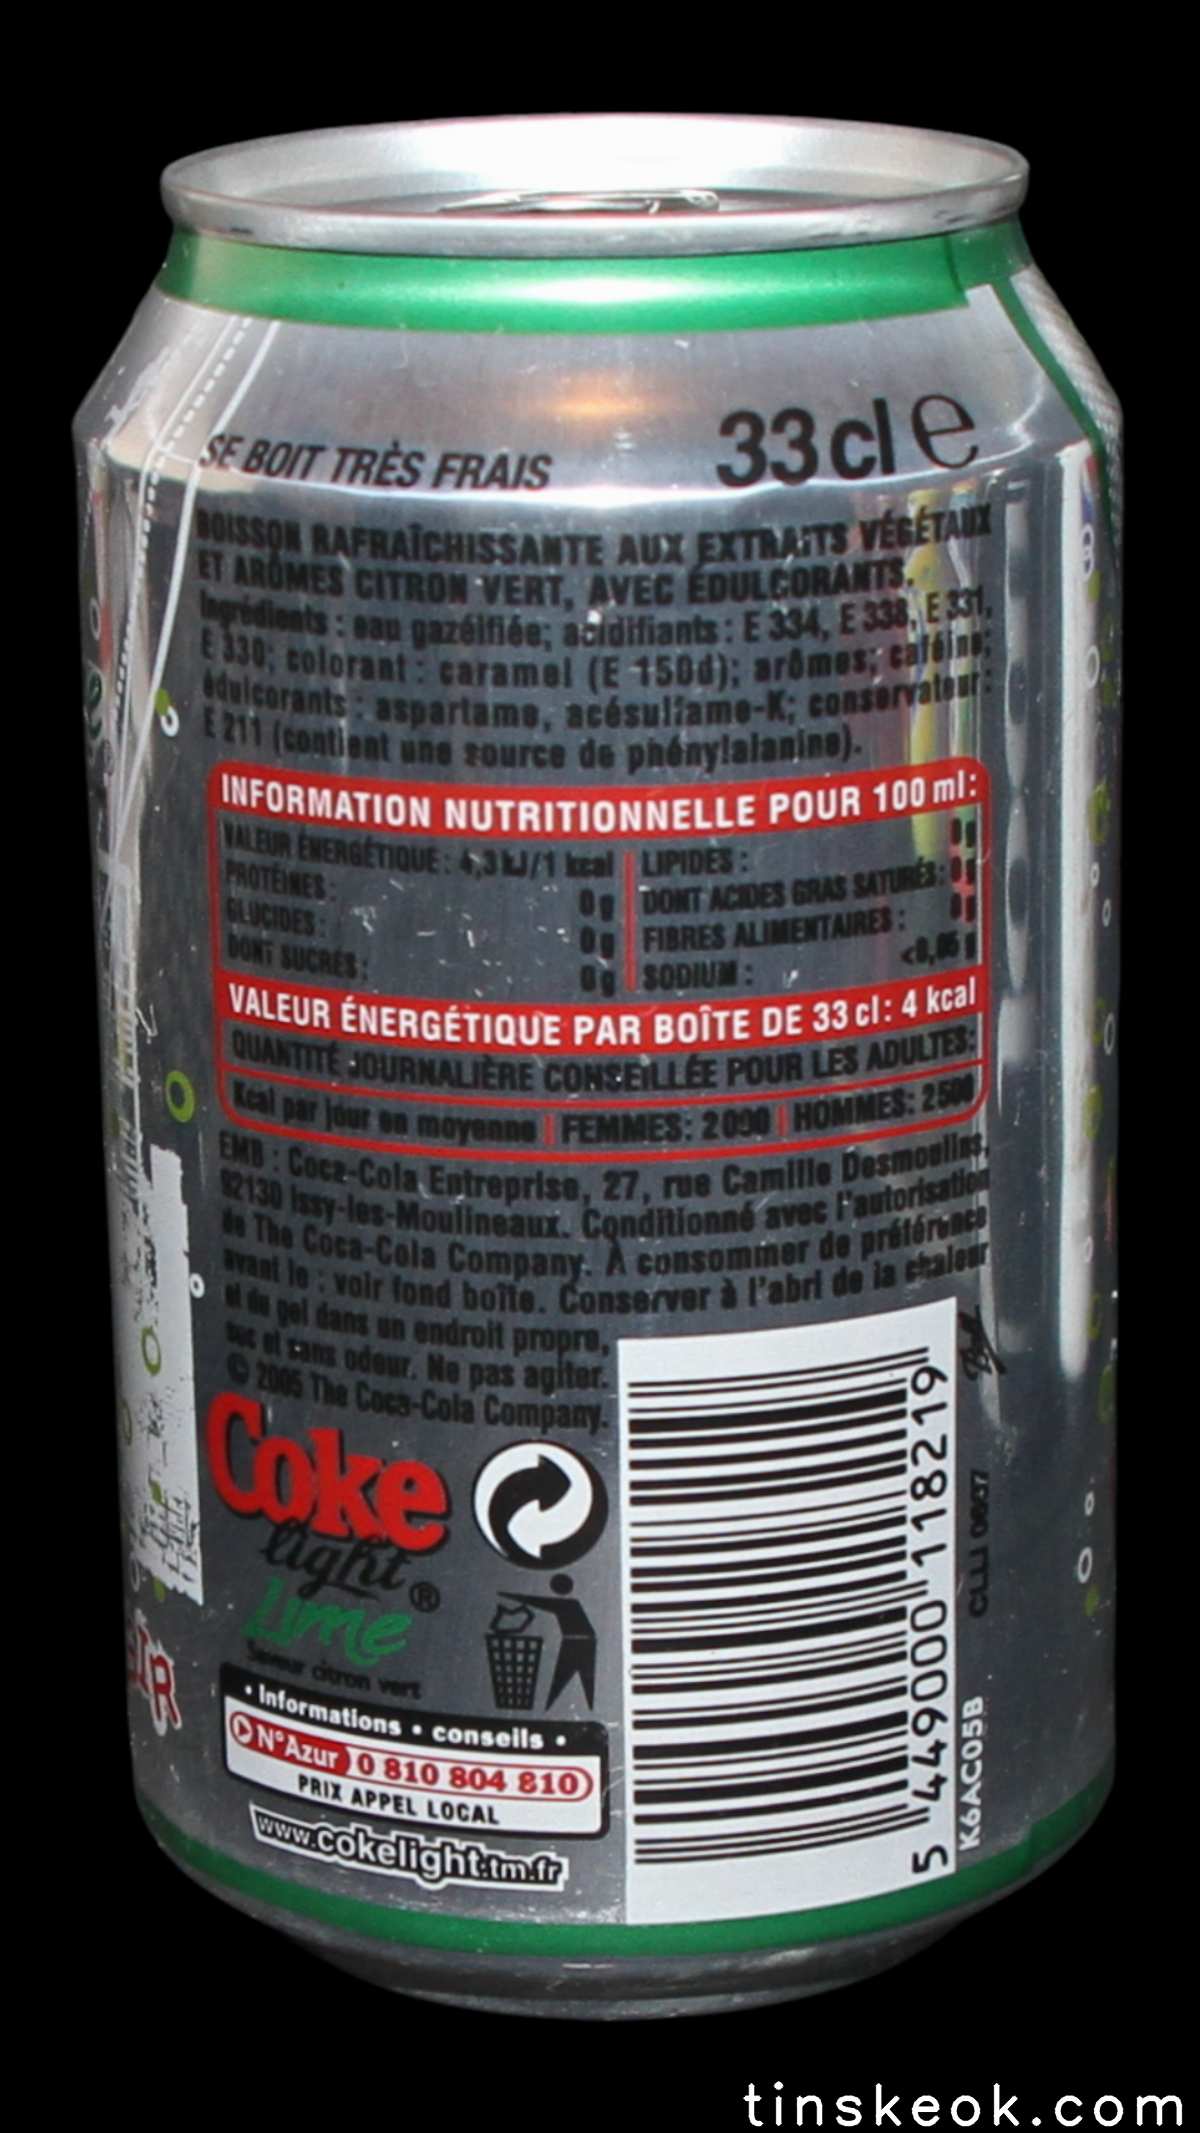 SE BOIT TRÈS FRAIS
33 cl e
BOISSON RAFRAÎCHISSANTE AUX EXTRAITS VÉGÉTAUX
ET ARÔMES CITRON VERT, AVEC ÉDULCORANTS.
Ingrédients : eau gazéifiée; acidifiants : E 334, E 338, E 331,
E 330; colorant : caramel (E 150d); arômes; caféine;
édulcorants : aspartame, acésulfame-K; conservateur:
E 211 (contient une source de phénylalanine).
INFORMATION NUTRITIONNELLE POUR 100 ml:
VALEUR ÉNERGÉTIQUE : 4,3 kJ/1 kcal
PROTÉINES : 0 g
GLUCIDES : 0 g
DONT SUCRES : 0 g
LIPIDES : 0 g
DONT ACIDES GRAS SATURÉS: 0 g
FIBRES ALIMENTAIRES : 0 g
SODIUM : <0,05 g
VALEUR ÉNERGÉTIQUE PAR BOÎTE DE 33 cl: 4 kcal
QUANTITÉ JOURNALIÈRE CONSEILLÉE POUR LES ADULTES:
Kcal par jour en moyenne | FEMMES: 2000 | HOMMES: 2500
EMB : Coca-Cola Entreprise, 27, rue Camille Desmoulins.
92130 Issy-les-Moulineaux. Conditionné avec l'autorisation
de The Coca-Cola Company. À consommer de préférence
avant le : voir fond boîte. Conserver à l'abri de la chaleur
et du gel dans un endroit propre,
sec et sans odeur. Ne pas agiter.
© 2005 The Coca-Cola Company.
Coke
light ®
Lime
Saveur citron vert
• Informations • conseils •
N°Azur 0 810 804 810
PRIX APPEL LOCAL
www.cokelight.tm.fr
5 449000 118219
K6AC05B
tinskeok.com